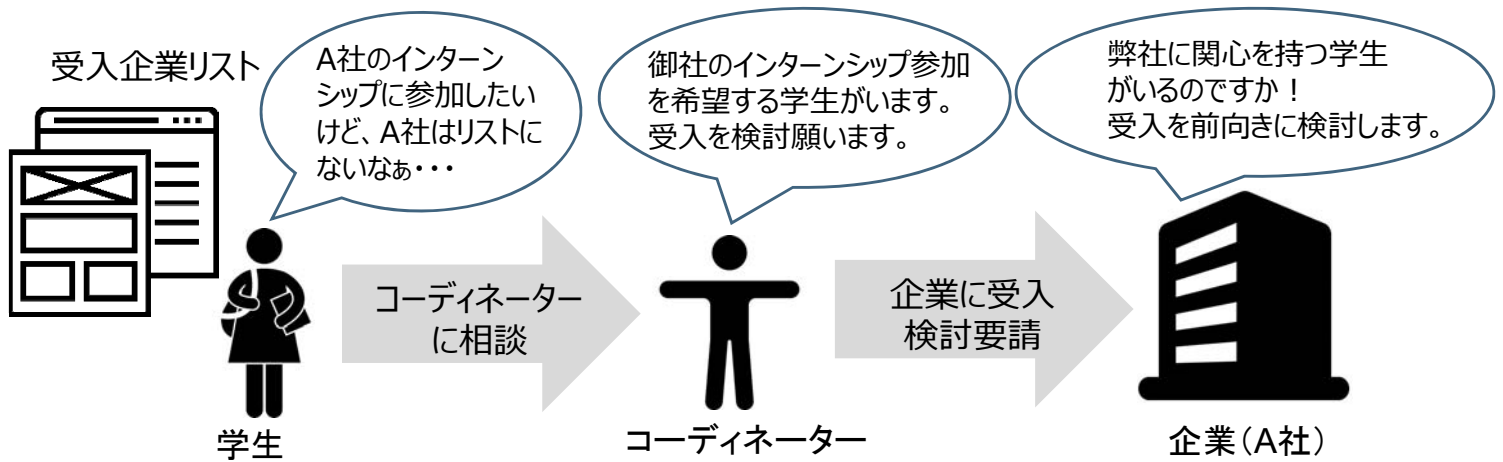 受入企業リスト
A社のインターン
シップに参加したい
けど、A社はリストに
ないなぁ・・・
御社のインターンシップ参加
を希望する学生がいます。
受入を検討願います。
弊社に関心を持つ学生
がいるのですか！
受入を前向きに検討します。
コーディネーター
に相談
企業に受入
検討要請
学生
コーディネーター
企業（A社）